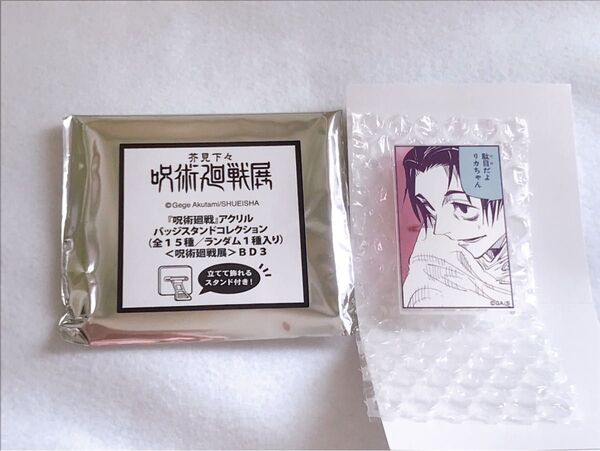 芥見下々
呪術廻戦展
©Gege Akutami/SHUEISHA
『呪術廻戦』アクリル
バッジスタンドコレクション
(全15種/ランダム1種入り)
<呪術廻戦展>BD3
立てて飾れる
スタンド付き!
駄目だよ
リカちゃん
©GA/S